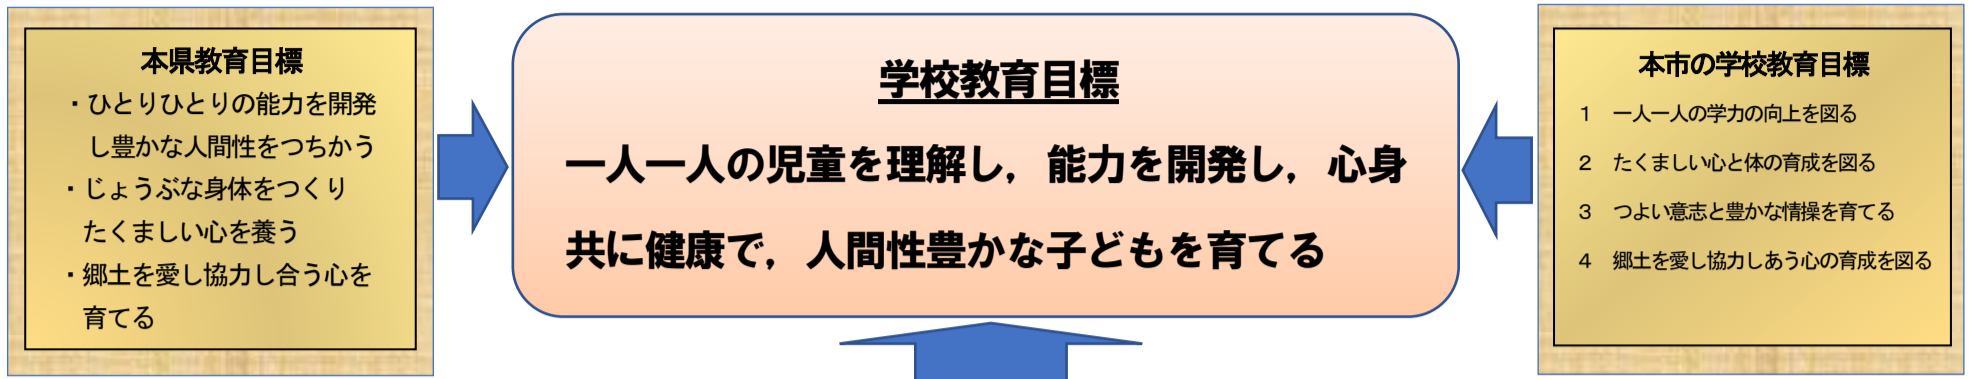 本県教育目標
・ひとりひとりの能力を開発
し豊かな人間性をつちかう
・じょうぶな身体をつくり
たくましい心を養う
・郷土を愛し協力し合う心を
育てる
学校教育目標
一人一人の児童を理解し，能力を開発し，心身
共に健康で，人間性豊かな子どもを育てる
本市の学校教育目標
１　一人一人の学力の向上を図る
２　たくましい心と体の育成を図る
３　つよい意志と豊かな情操を育てる
４　郷土を愛し協力しあう心の育成を図る